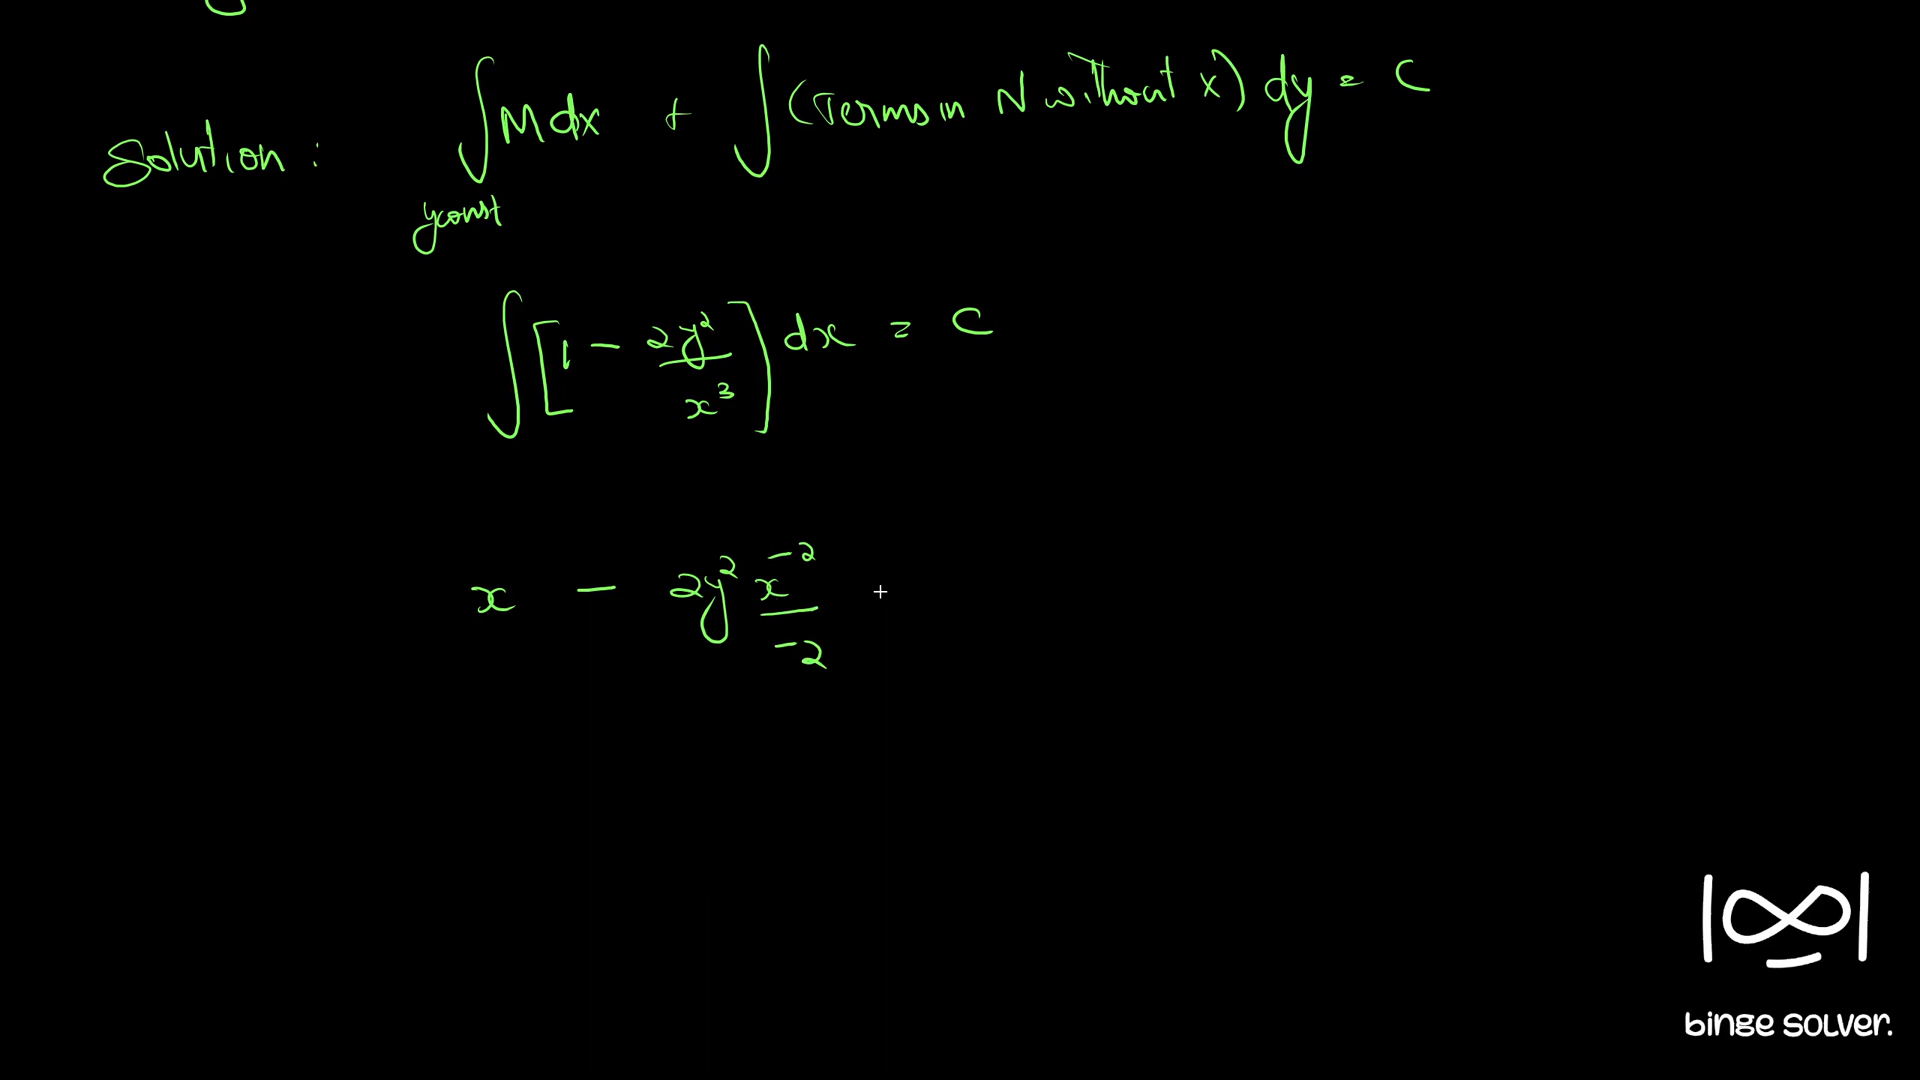 Solution : ∫ M dx + ∫ (Terms in N without x) dy = C
y const
∫ [1 - 2y²/x³] dx = C
x - 2y² x⁻²/-2
binge SOLVER.